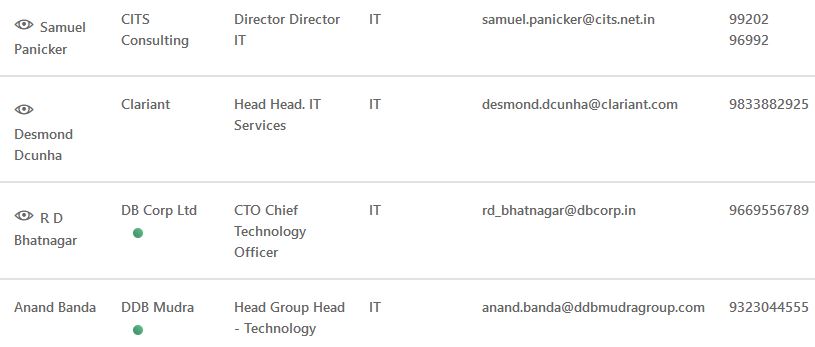 Samuel Panicker CITS Consulting Director Director IT IT samuel.panicker@cits.net.in 99202 96992
Desmond Dcunha Clariant Head Head. IT Services IT desmond.dcunha@clariant.com 9833882925
R D Bhatnagar DB Corp Ltd CTO Chief Technology Officer IT rd_bhatnagar@dbcorp.in 9669556789
Anand Banda DDB Mudra Head Group Head - Technology IT anand.banda@ddbmudragroup.com 9323044555